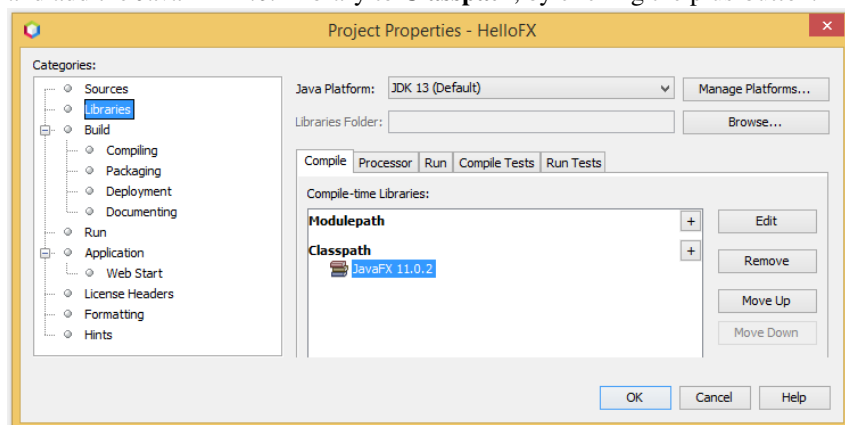 Project Properties - HelloFX
Categories:
Sources
Libraries
Build
Compiling
Packaging
Deployment
Documenting
Run
Application
Web Start
License Headers
Formatting
Hints
Java Platform: JDK 13 (Default) Manage Platforms...
Libraries Folder: Browse...
Compile Processor Run Compile Tests Run Tests
Compile-time Libraries:
Modulepath + Edit
Classpath +
JavaFX 11.0.2
Remove
Move Up
Move Down
OK Cancel Help